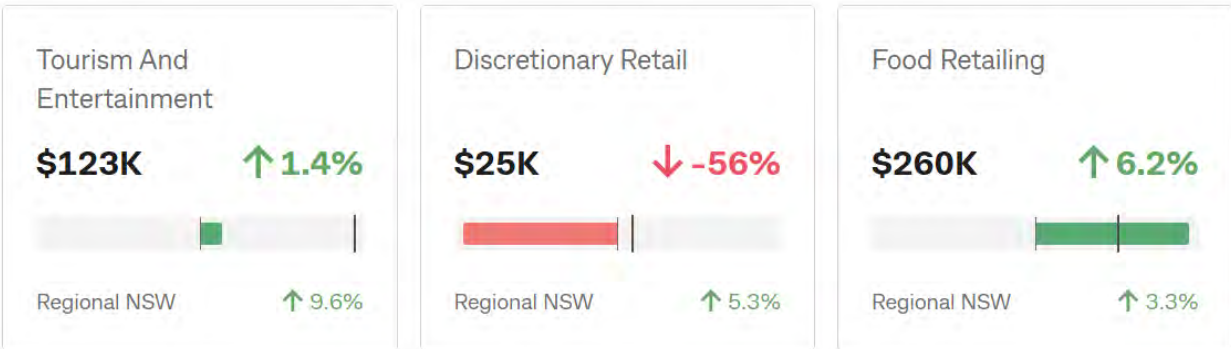 Tourism And
Entertainment
$123K ↑ 1.4%
Regional NSW ↑ 9.6%
Discretionary Retail
$25K ↓ -56%
Regional NSW ↑ 5.3%
Food Retailing
$260K ↑ 6.2%
Regional NSW ↑ 3.3%